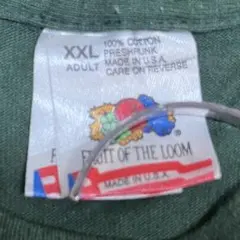 XXL
ADULT
100% COTTON
PRESHRUNK
MADE IN U.S.A.
CARE ON REVERSE
FRUIT OF THE LOOM
MADE IN U.S.A.